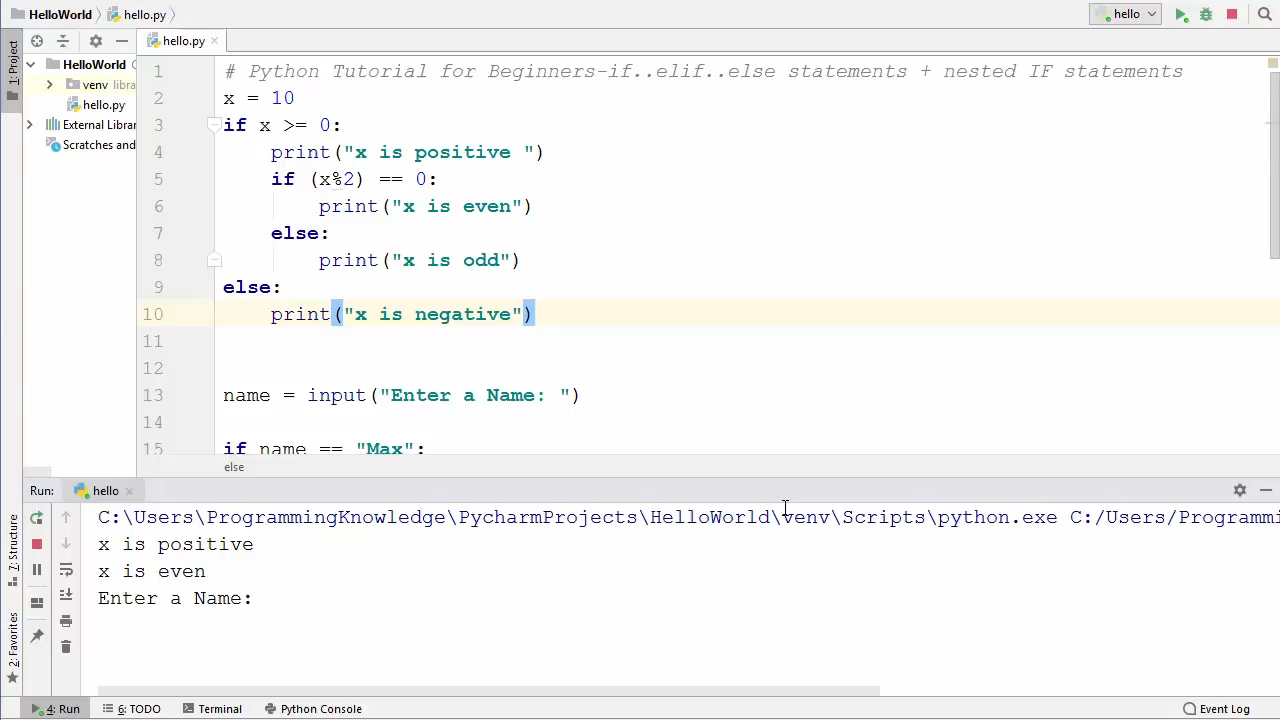 HelloWorld hello.py hello
1: Project
hello.py
HelloWorld
venv libra
hello.py
External Librar
Scratches and
1 # Python Tutorial for Beginners-if..elif..else statements + nested IF statements
2 x = 10
3 if x >= 0:
4 print("x is positive ")
5 if (x%2) == 0:
6 print("x is even")
7 else:
8 print("x is odd")
9 else:
10 print("x is negative")
11
12
13 name = input("Enter a Name: ")
14
15 if name == "Max":
else
Run: hello
7: Structure
2: Favorites
C:\Users\ProgrammingKnowledge\PycharmProjects\HelloWorld\venv\Scripts\python.exe C:/Users/Programmi
x is positive
x is even
Enter a Name:
4: Run 6: TODO Terminal Python Console Event Log